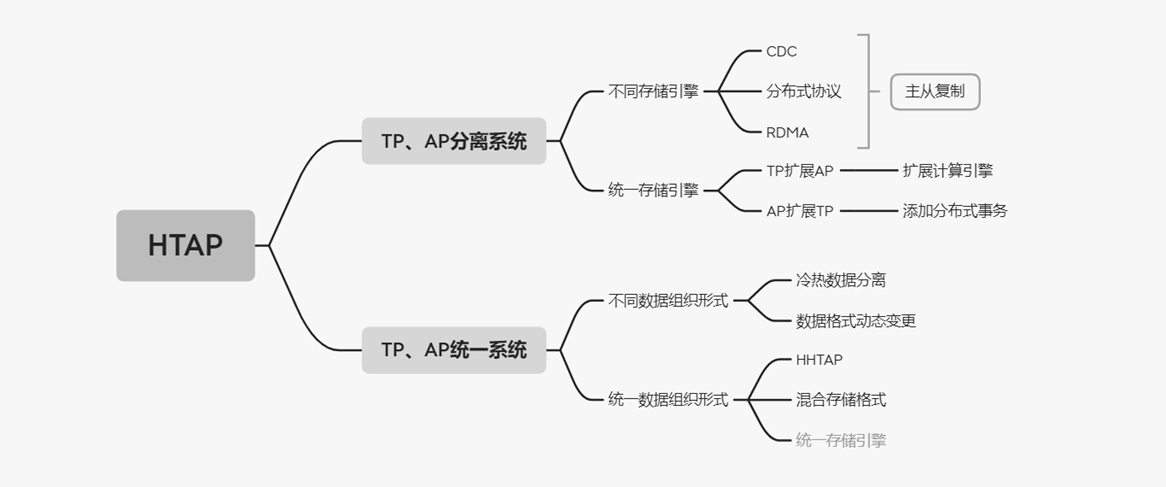 HTAP
TP、AP分离系统
不同存储引擎
CDC
分布式协议
RDMA
主从复制
统一存储引擎
TP扩展AP
扩展计算引擎
AP扩展TP
添加分布式事务
TP、AP统一系统
不同数据组织形式
冷热数据分离
数据格式动态变更
统一数据组织形式
HHTAP
混合存储格式
统一存储引擎